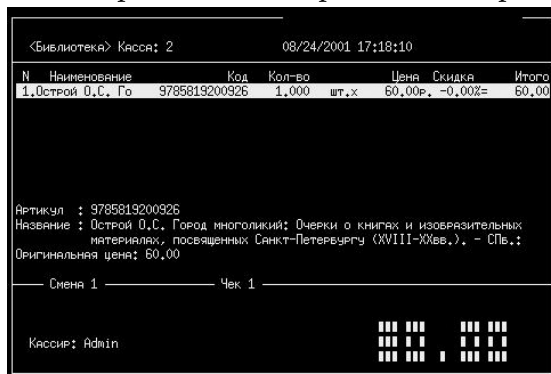 <Библиотека> Касса: 2 08/24/2001 17:18:10
N Наименование Код Кол-во Цена Скидка Итого
1.Острой О.С. Го 9785819200926 1.000 шт.x 60.00р. -0.00%= 60.00
Артикул : 9785819200926
Название : Острой О.С. Город многоликий: Очерки о книгах и изобразительных
материалах, посвященных Санкт-Петербургу (XVIII-XXвв.). - СПб.:
Оригинальная цена: 60.00
Смена 1 Чек 1
Кассир: Admin